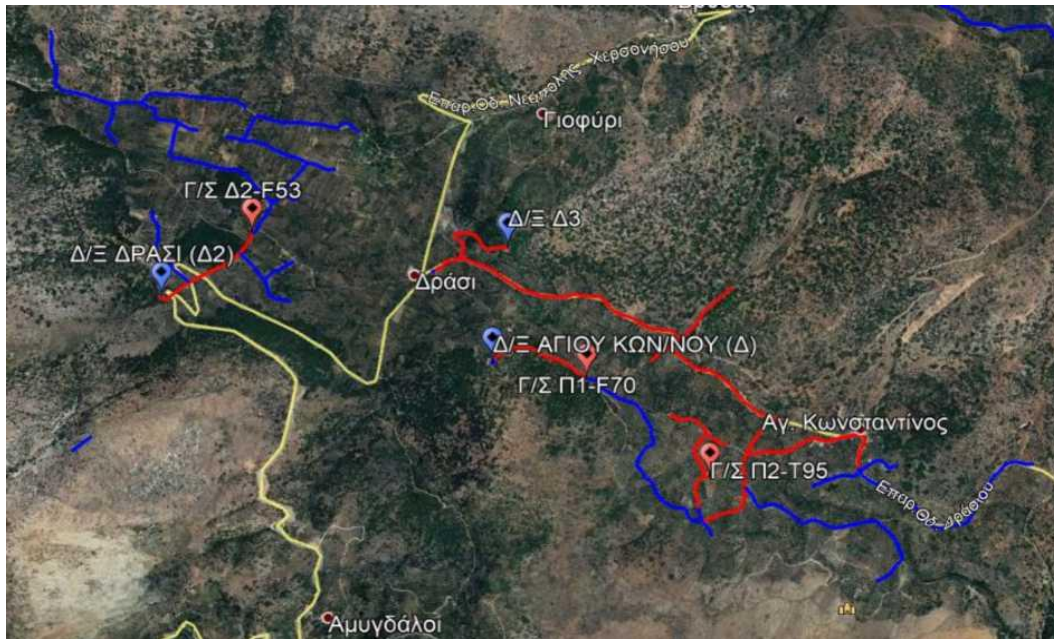 Επαρ.Οδ. Νεάπολης - Χερσονήσου
Γιοφύρι
Γ/Σ Δ2-F53
Δ/Ξ Δ3
Δ/Ξ ΔΡΑΣΙ (Δ2)
Δράσι
Δ/Ξ ΑΓΙΟΥ ΚΩΝ/ΝΟΥ (Δ)
Γ/Σ Π1-F70
Αγ. Κωνσταντίνος
Γ/Σ Π2-Τ95
Επαρ.Οδ. Δράσιου
Αμυγδάλοι